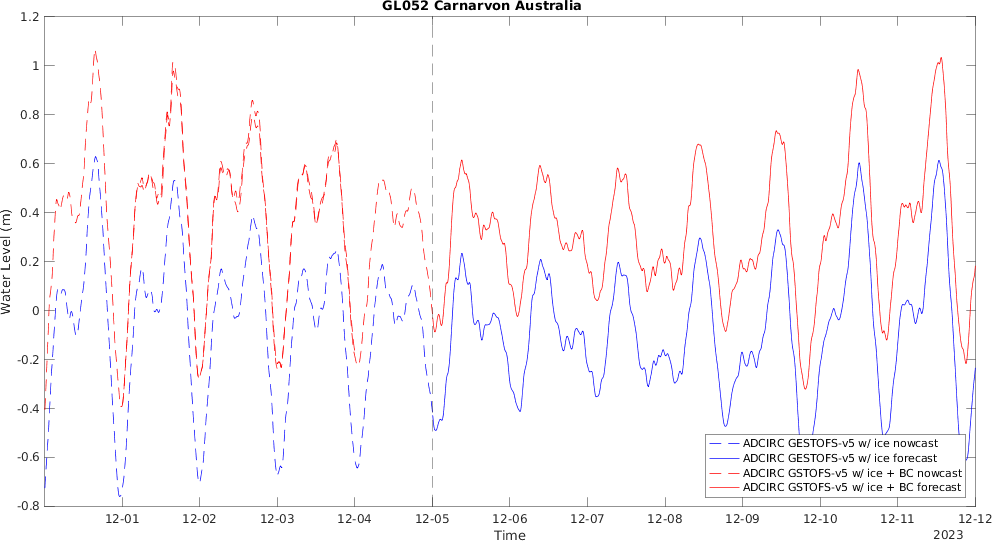 GL052 Carnarvon Australia
1.2
1
0.8
0.6
0.4
0.2
0
-0.2
-0.4
-0.6
-0.8
Water Level (m)
ADCIRC GESTOFS-v5 w/ ice nowcast
ADCIRC GESTOFS-v5 w/ ice forecast
ADCIRC GSTOFS-v5 w/ ice + BC nowcast
ADCIRC GSTOFS-v5 w/ ice + BC forecast
12-01 12-02 12-03 12-04 12-05 12-06 12-07 12-08 12-09 12-10 12-11 12-12
Time
2023